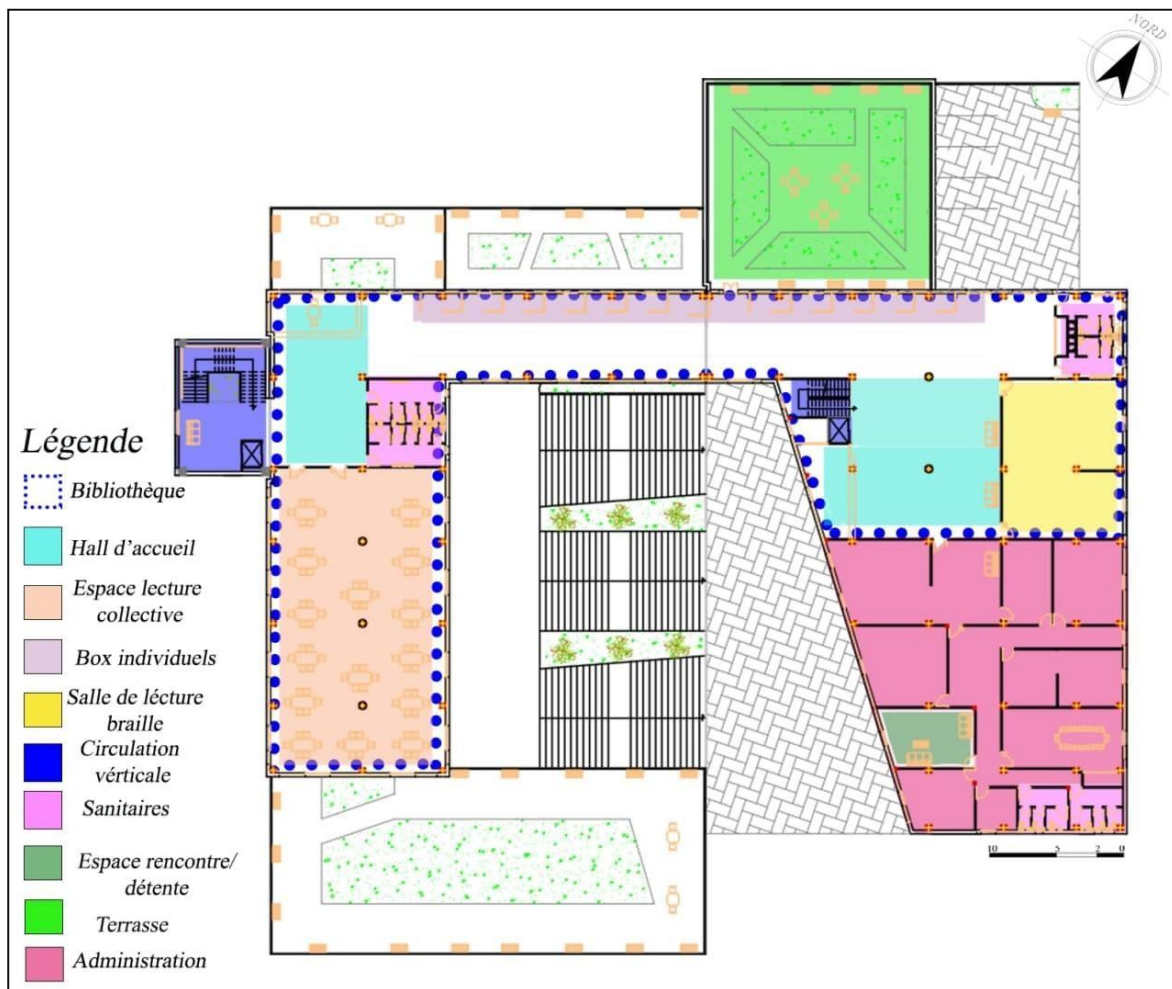 NORD
Légende
Bibliothèque
Hall d'accueil
Espace lecture
collective
Box individuels
Salle de lécture
braille
Circulation
vérticale
Sanitaires
Espace rencontre/
détente
Terrasse
Administration
10 5 2 0